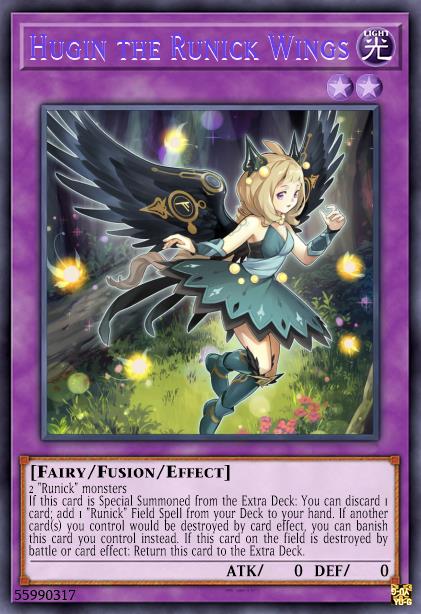 Hugin the Runick Wings
LIGHT
光
[Fairy/Fusion/Effect]
2 "Runick" monsters
If this card is Special Summoned from the Extra Deck: You can discard 1
card; add 1 "Runick" Field Spell from your Deck to your hand. If another
card(s) you control would be destroyed by card effect, you can banish
this card you control instead. If this card on the field is destroyed by
battle or card effect: Return this card to the Extra Deck.
ATK/ 0 DEF/ 0
55990317